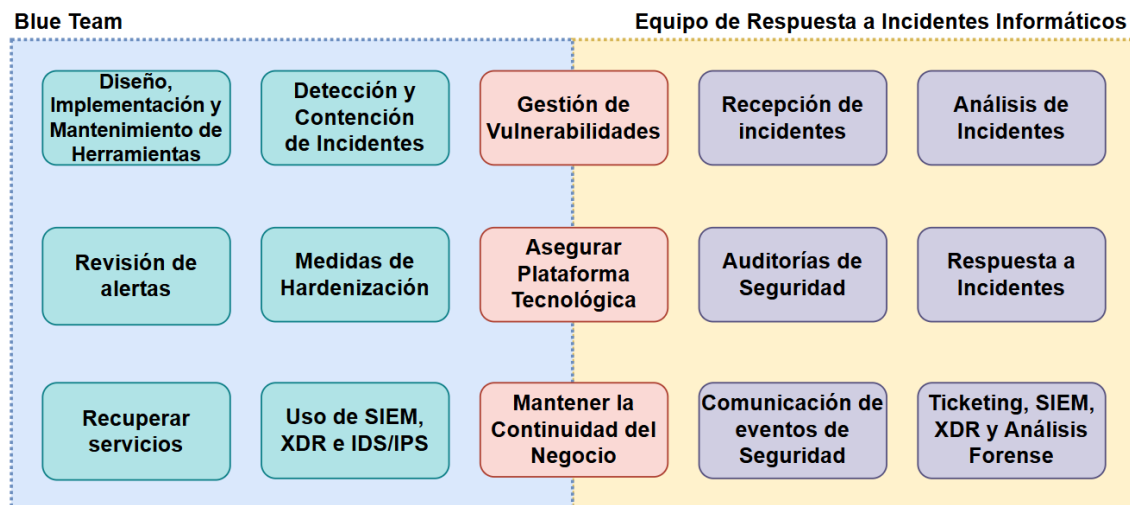 Blue Team
Equipo de Respuesta a Incidentes Informáticos
Diseño,
Implementación y
Mantenimiento de
Herramientas
Detección y
Contención
de Incidentes
Gestión de
Vulnerabilidades
Recepción de
incidentes
Análisis de
Incidentes
Revisión de
alertas
Medidas de
Hardenización
Asegurar
Plataforma
Tecnológica
Auditorías de
Seguridad
Respuesta a
Incidentes
Recuperar
servicios
Uso de SIEM,
XDR e IDS/IPS
Mantener la
Continuidad del
Negocio
Comunicación de
eventos de
Seguridad
Ticketing, SIEM,
XDR y Análisis
Forense